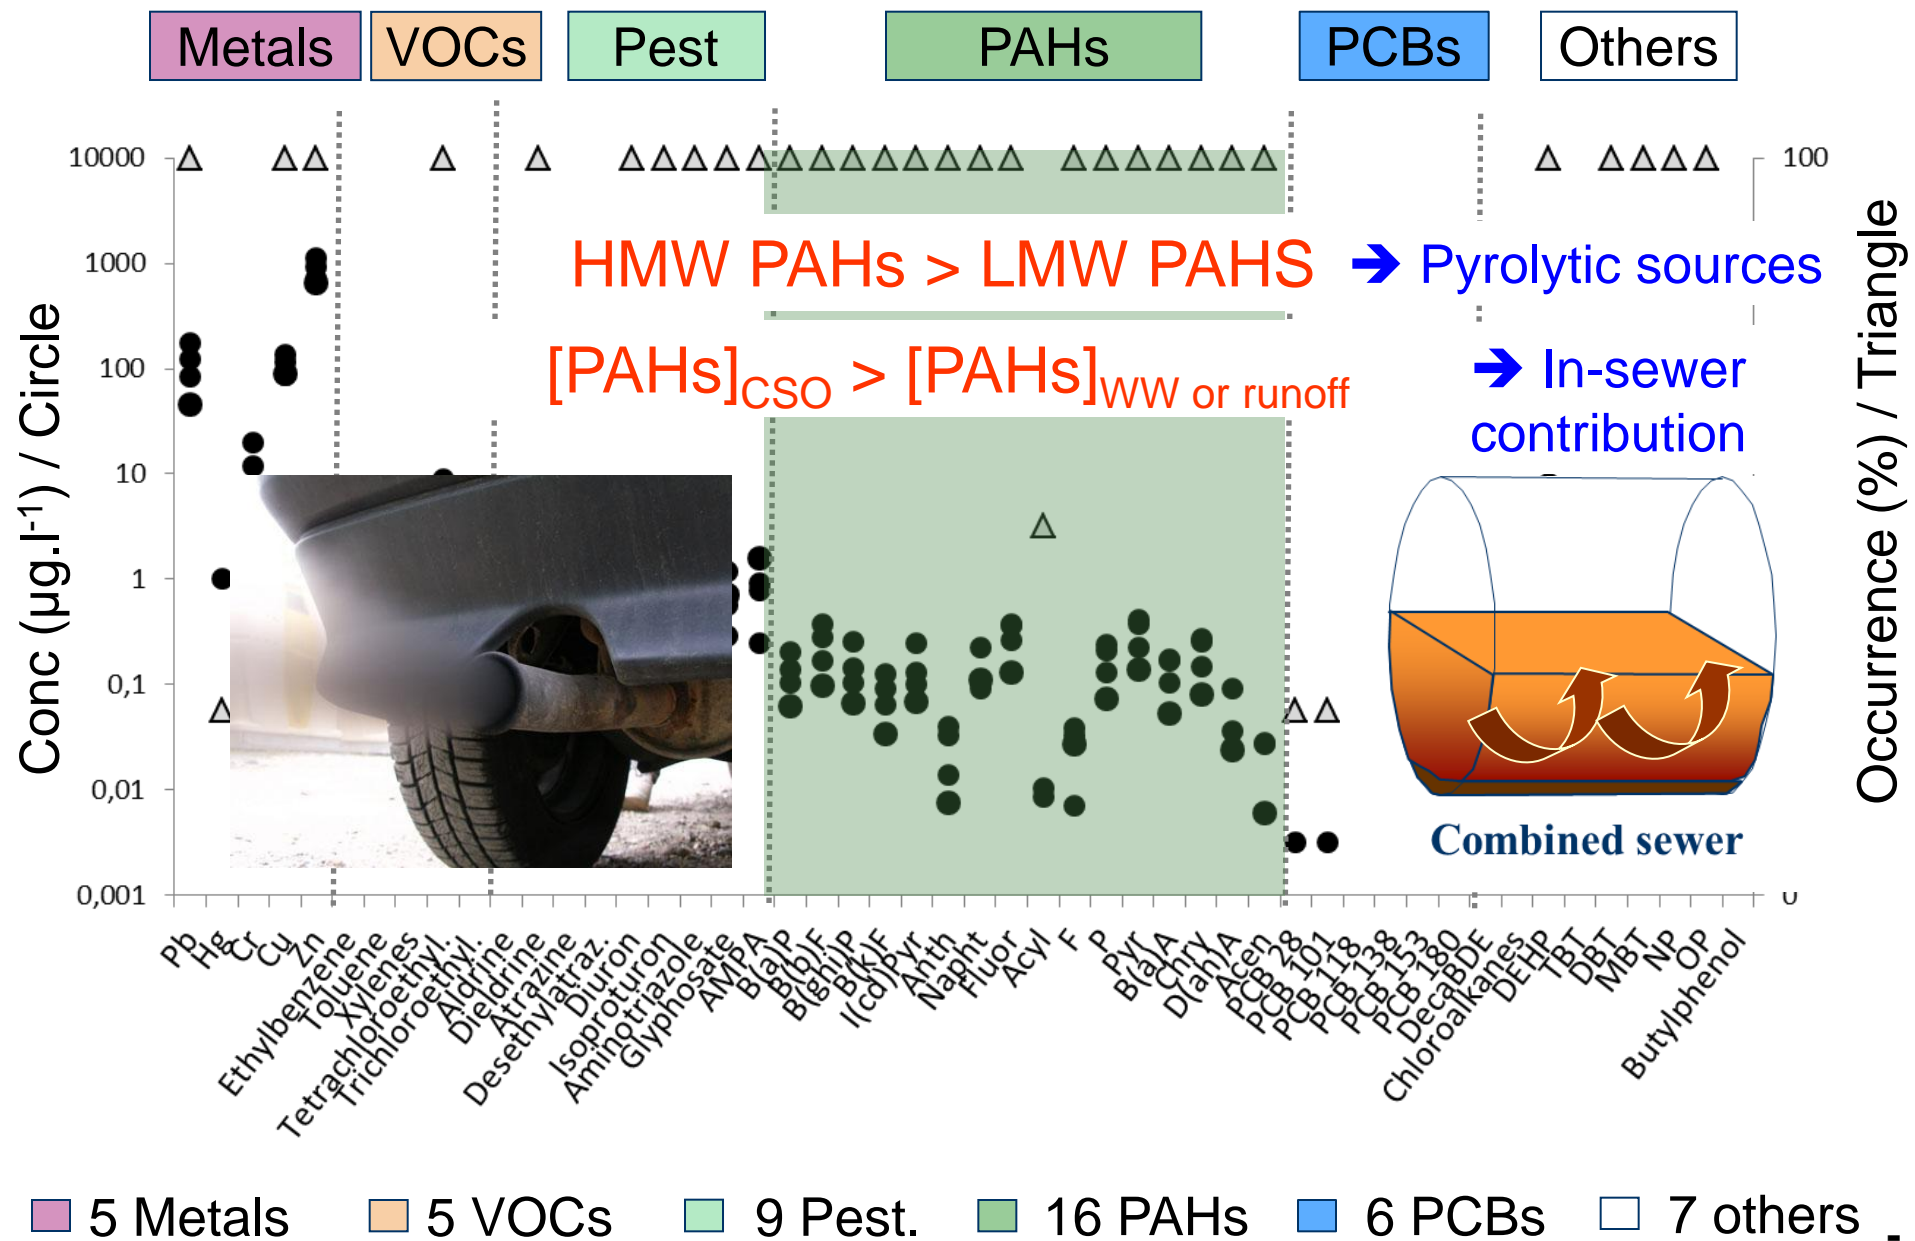 Metals VOCs Pest PAHs PCBs Others
10000
1000
100
10
1
0,1
0,01
0,001
100
0
Conc (µg.l-1) / Circle
Occurrence (%) / Triangle
HMW PAHs > LMW PAHS
➔ Pyrolytic sources
[PAHs]CSO > [PAHs]WW or runoff
➔ In-sewer
contribution
Combined sewer
Pb
Hg
Cr
Cu
Zn
Ethylbenzene
Toluene
Xylenes
Tetrachloroethyl.
Trichloroethyl.
Aldrine
Dieldrine
Atrazine
Desethylatraz.
Diuron
Isoproturon
Aminotriazole
Glyphosate
AMPA
B(a)P
B(b)F
B(ghi)P
B(k)F
I(cd)Pyr
Anth
Napht
Fluor
Acyl
F
P
Pyr
B(a)A
Chry
D(ah)A
Acen
PCB 28
PCB 101
PCB 118
PCB 138
PCB 153
PCB 180
DecaBDE
Chloroalkanes
DEHP
TBT
DBT
MBT
NP
OP
Butylphenol
5 Metals 5 VOCs 9 Pest. 16 PAHs 6 PCBs 7 others